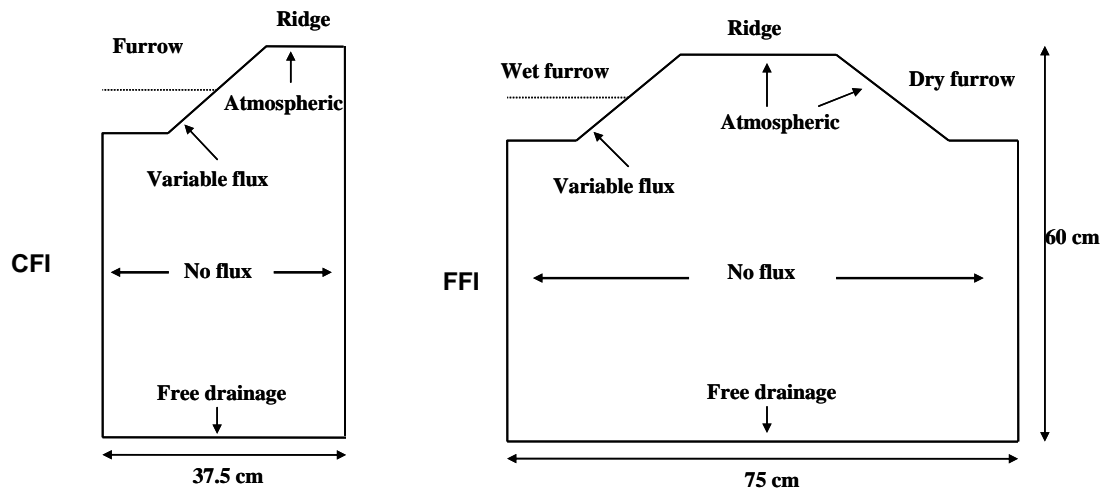 Ridge
Furrow
Atmospheric
Variable flux
CFI
No flux
Free drainage
37.5 cm
Ridge
Wet furrow
Dry furrow
Atmospheric
Variable flux
60 cm
FFI
No flux
Free drainage
75 cm